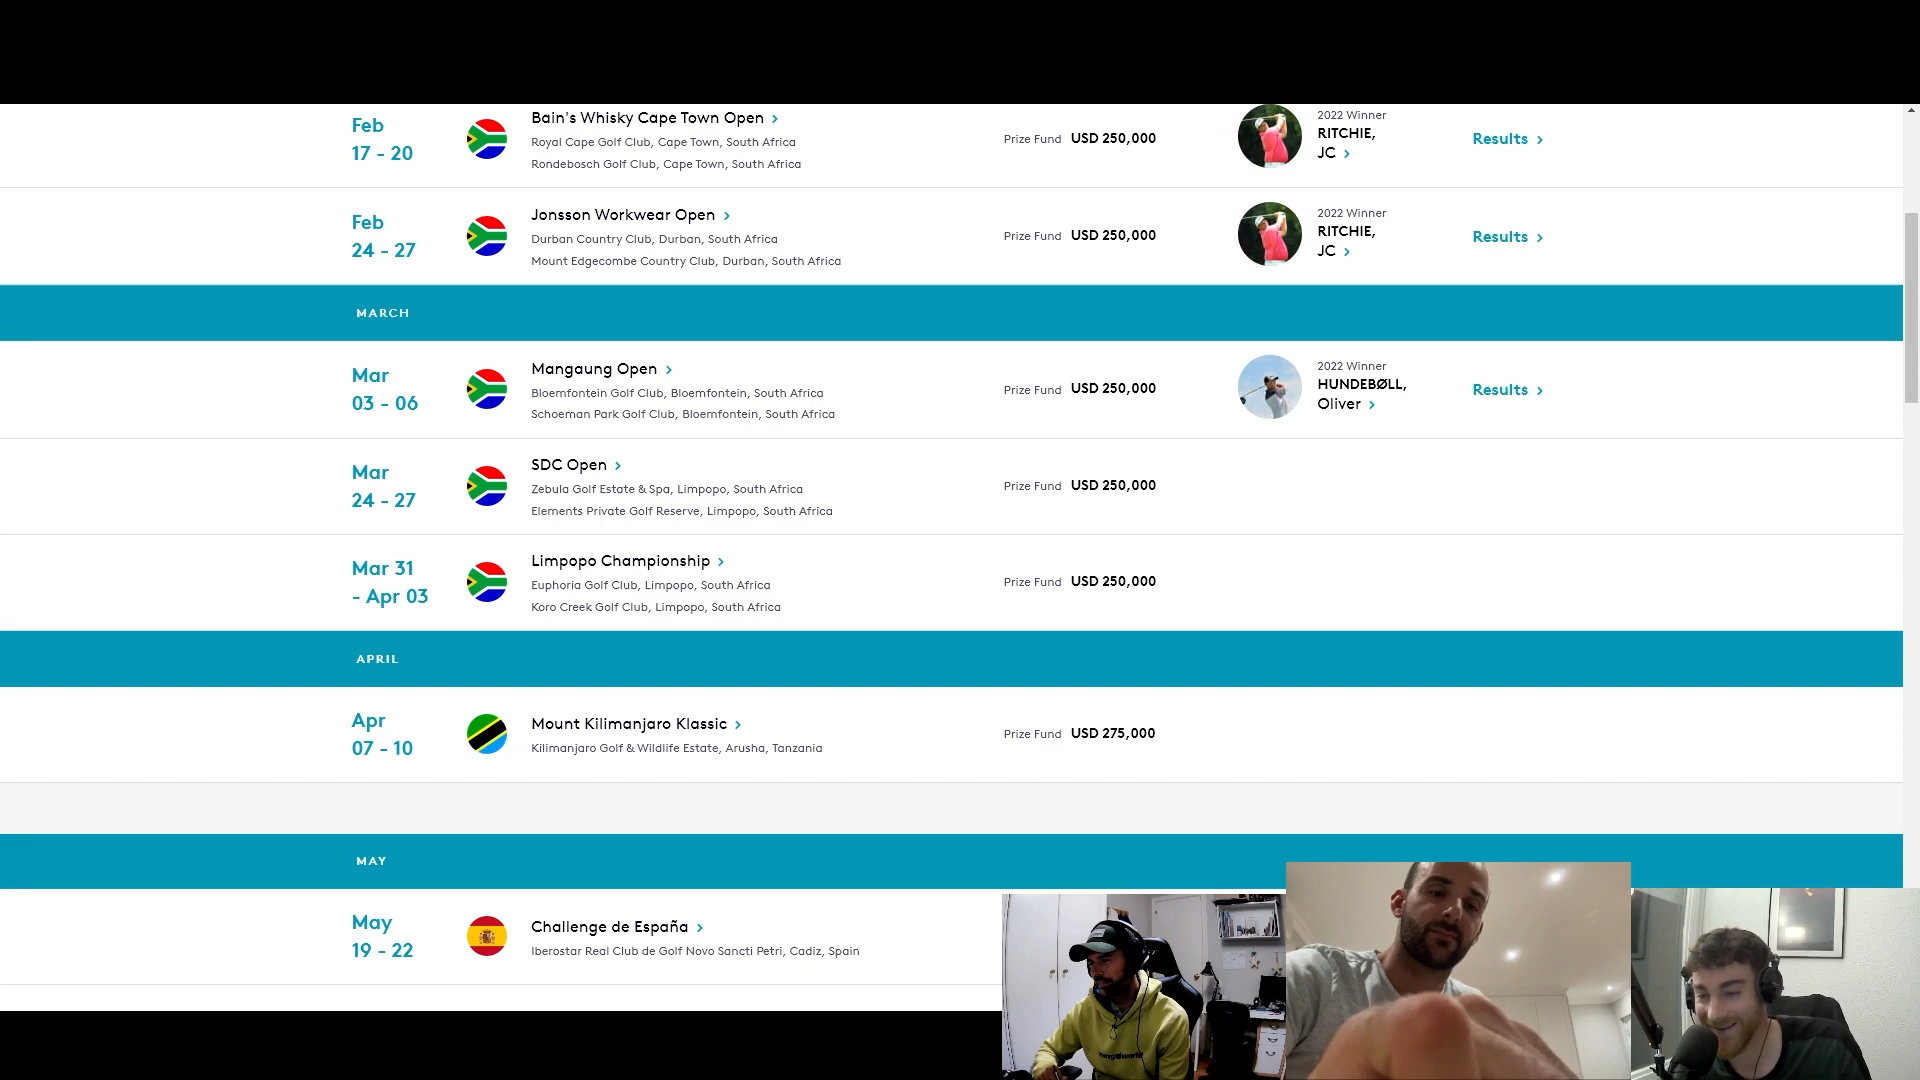 Feb
17 - 20
Bain's Whisky Cape Town Open
Royal Cape Golf Club, Cape Town, South Africa
Rondebosch Golf Club, Cape Town, South Africa
Prize Fund USD 250,000
2022 Winner
RITCHIE,
JC
Results
Feb
24 - 27
Jonsson Workwear Open
Durban Country Club, Durban, South Africa
Mount Edgecombe Country Club, Durban, South Africa
Prize Fund USD 250,000
2022 Winner
RITCHIE,
JC
Results
MARCH
Mar
03 - 06
Mangaung Open
Bloemfontein Golf Club, Bloemfontein, South Africa
Schoeman Park Golf Club, Bloemfontein, South Africa
Prize Fund USD 250,000
2022 Winner
HUNDEBØLL,
Oliver
Results
Mar
24 - 27
SDC Open
Zebula Golf Estate & Spa, Limpopo, South Africa
Elements Private Golf Reserve, Limpopo, South Africa
Prize Fund USD 250,000
Mar 31
- Apr 03
Limpopo Championship
Euphoria Golf Club, Limpopo, South Africa
Koro Creek Golf Club, Limpopo, South Africa
Prize Fund USD 250,000
APRIL
Apr
07 - 10
Mount Kilimanjaro Klassic
Kilimanjaro Golf & Wildlife Estate, Arusha, Tanzania
Prize Fund USD 275,000
MAY
May
19 - 22
Challenge de España
Iberostar Real Club de Golf Novo Sancti Petri, Cadiz, Spain